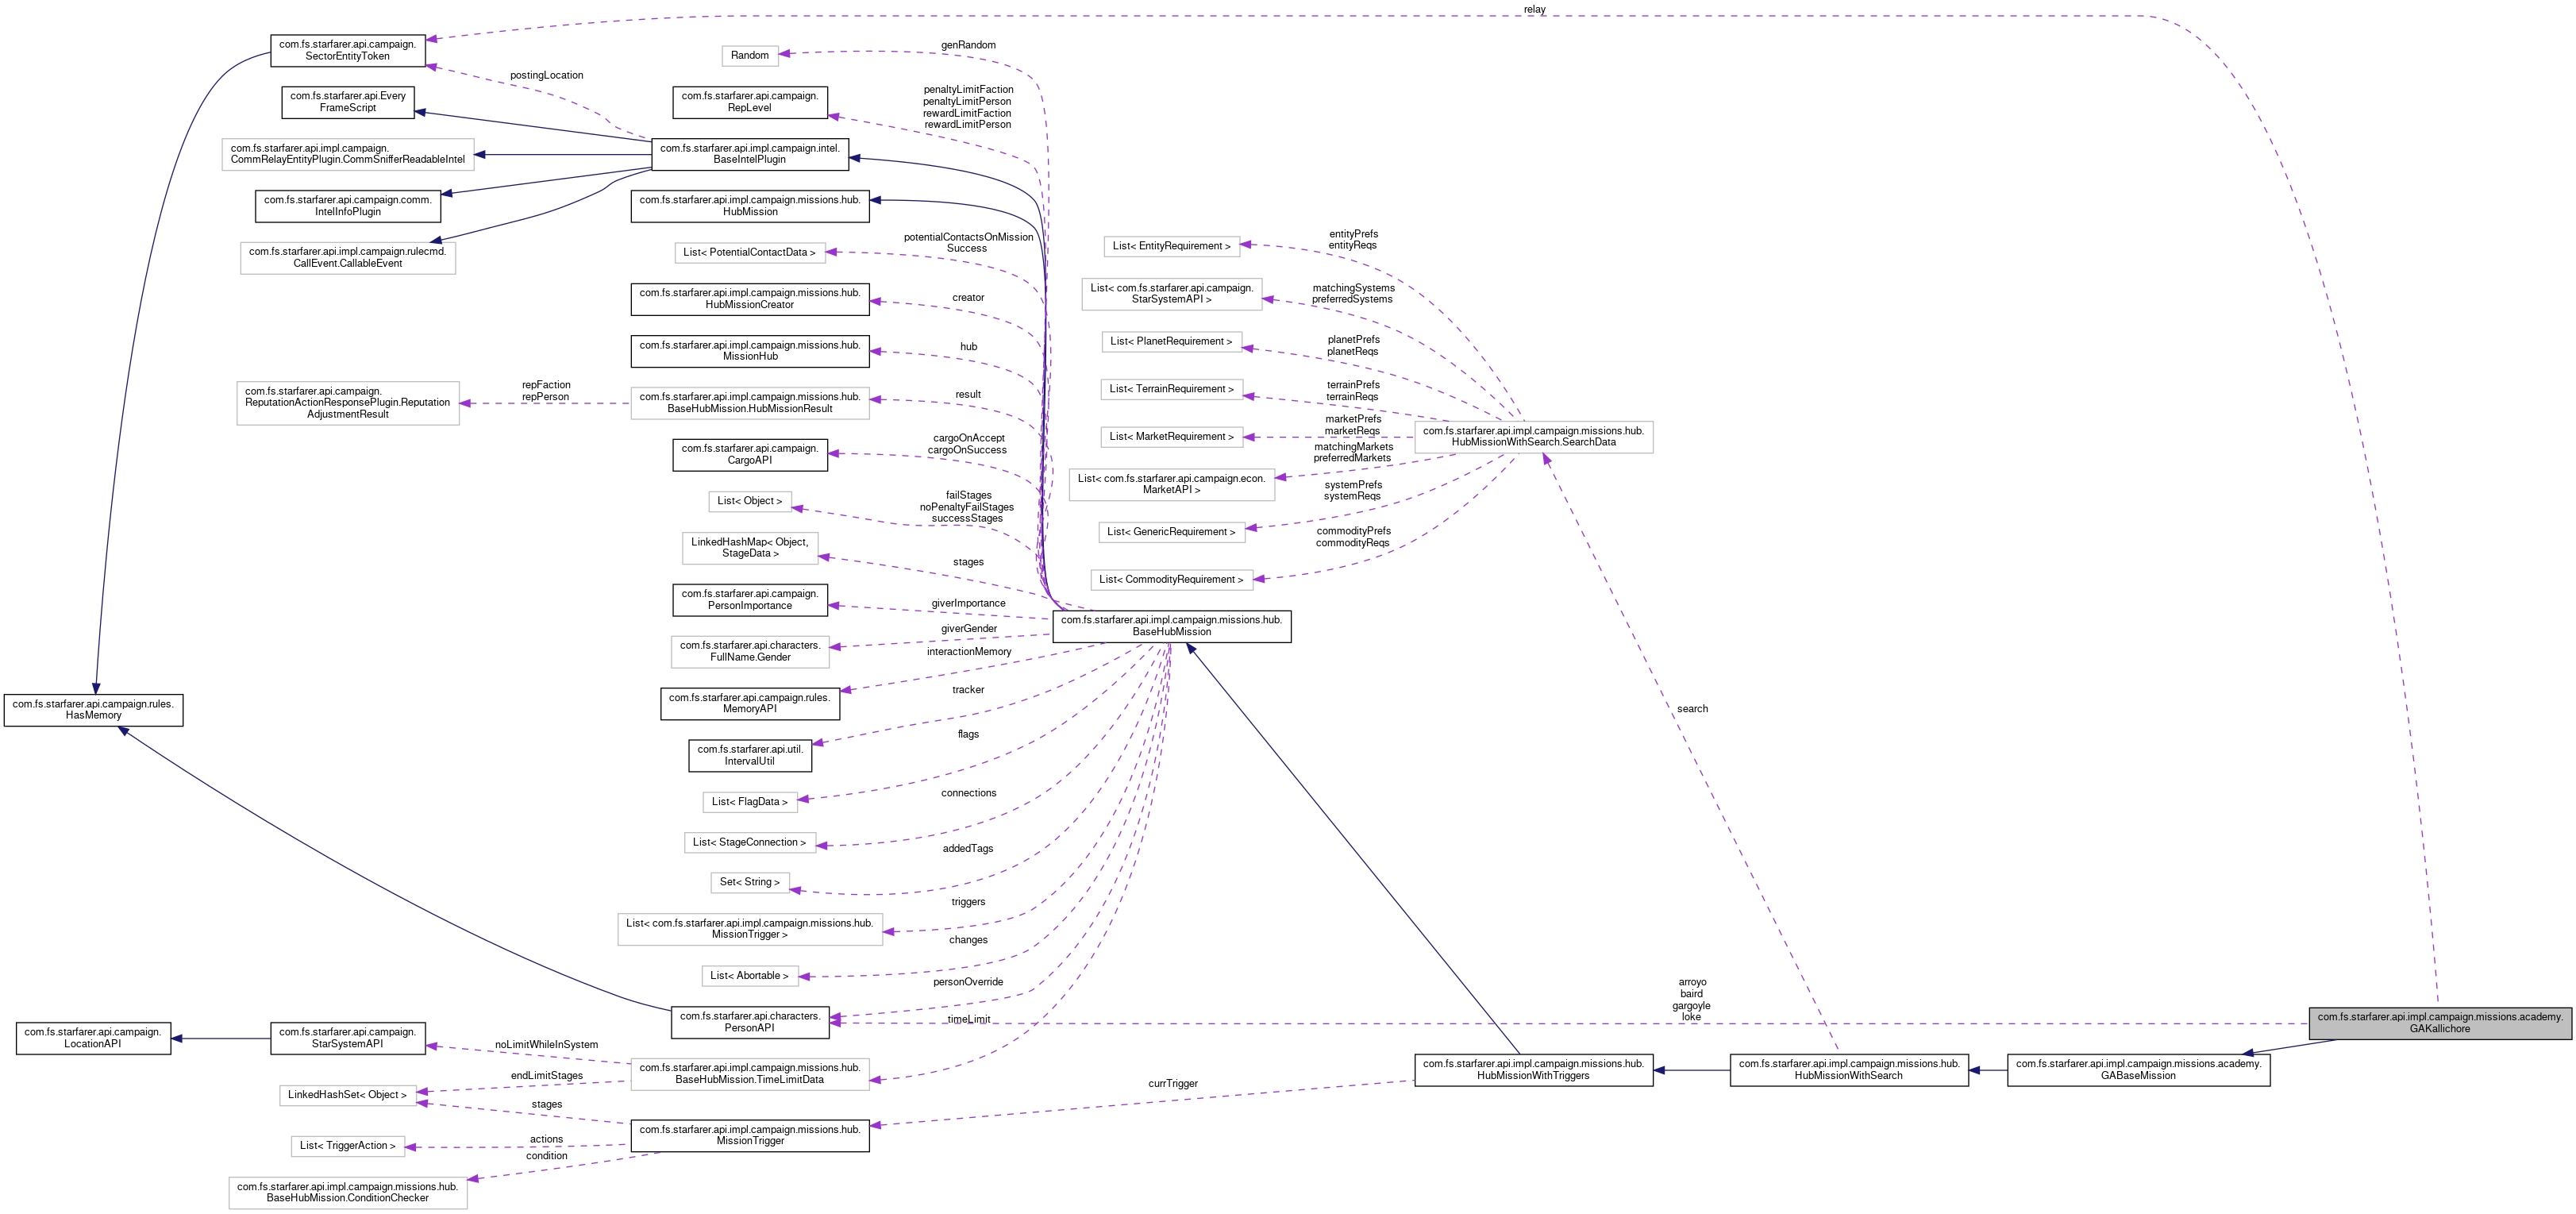 relay
com.fs.starfarer.api.campaign.
SectorEntityToken
postingLocation
com.fs.starfarer.api.Every
FrameScript
com.fs.starfarer.api.impl.campaign.
CommRelayEntityPlugin.CommSnifferReadableIntel
com.fs.starfarer.api.impl.campaign.comm.
IntelInfoPlugin
com.fs.starfarer.api.impl.campaign.rulecmd.
CallEvent.CallableEvent
com.fs.starfarer.api.campaign.
ReputationActionResponsePlugin.Reputation
AdjustmentResult
repFaction
repPerson
com.fs.starfarer.api.campaign.rules.
HasMemory
com.fs.starfarer.api.campaign.
LocationAPI
com.fs.starfarer.api.campaign.
StarSystemAPI
noLimitWhileInSystem
endLimitStages
LinkedHashSet< Object >
stages
List< TriggerAction >
actions
condition
com.fs.starfarer.api.impl.campaign.missions.hub.
BaseHubMission.ConditionChecker
Random
genRandom
com.fs.starfarer.api.campaign.
RepLevel
penaltyLimitFaction
penaltyLimitPerson
rewardLimitFaction
rewardLimitPerson
com.fs.starfarer.api.impl.campaign.intel.
BaseIntelPlugin
com.fs.starfarer.api.impl.campaign.missions.hub.
HubMission
List< PotentialContactData >
potentialContactsOnMission
Success
com.fs.starfarer.api.impl.campaign.missions.hub.
HubMissionCreator
creator
com.fs.starfarer.api.impl.campaign.missions.hub.
MissionHub
hub
com.fs.starfarer.api.impl.campaign.missions.hub.
BaseHubMission.HubMissionResult
result
com.fs.starfarer.api.campaign.
CargoAPI
cargoOnAccept
cargoOnSuccess
List< Object >
failStages
noPenaltyFailStages
successStages
LinkedHashMap< Object,
StageData >
stages
com.fs.starfarer.api.campaign.
PersonImportance
giverImportance
com.fs.starfarer.api.characters.
FullName.Gender
giverGender
com.fs.starfarer.api.campaign.rules.
MemoryAPI
interactionMemory
com.fs.starfarer.api.util.
IntervalUtil
tracker
List< FlagData >
flags
List< StageConnection >
connections
Set< String >
addedTags
List< com.fs.starfarer.api.impl.campaign.missions.hub.
MissionTrigger >
triggers
List< Abortable >
changes
com.fs.starfarer.api.characters.
PersonAPI
personOverride
timeLimit
com.fs.starfarer.api.impl.campaign.missions.hub.
BaseHubMission.TimeLimitData
com.fs.starfarer.api.impl.campaign.missions.hub.
MissionTrigger
currTrigger
com.fs.starfarer.api.impl.campaign.missions.hub.
BaseHubMission
List< EntityRequirement >
entityPrefs
entityReqs
List< com.fs.starfarer.api.campaign.
StarSystemAPI >
matchingSystems
preferredSystems
List< PlanetRequirement >
planetPrefs
planetReqs
List< TerrainRequirement >
terrainPrefs
terrainReqs
List< MarketRequirement >
marketPrefs
marketReqs
List< com.fs.starfarer.api.campaign.econ.
MarketAPI >
matchingMarkets
preferredMarkets
List< GenericRequirement >
systemPrefs
systemReqs
List< CommodityRequirement >
commodityPrefs
commodityReqs
com.fs.starfarer.api.impl.campaign.missions.hub.
HubMissionWithSearch.SearchData
search
com.fs.starfarer.api.impl.campaign.missions.hub.
HubMissionWithTriggers
com.fs.starfarer.api.impl.campaign.missions.hub.
HubMissionWithSearch
com.fs.starfarer.api.impl.campaign.missions.academy.
GABaseMission
arroyo
baird
gargoyle
loke
com.fs.starfarer.api.impl.campaign.missions.academy.
GAKallichore